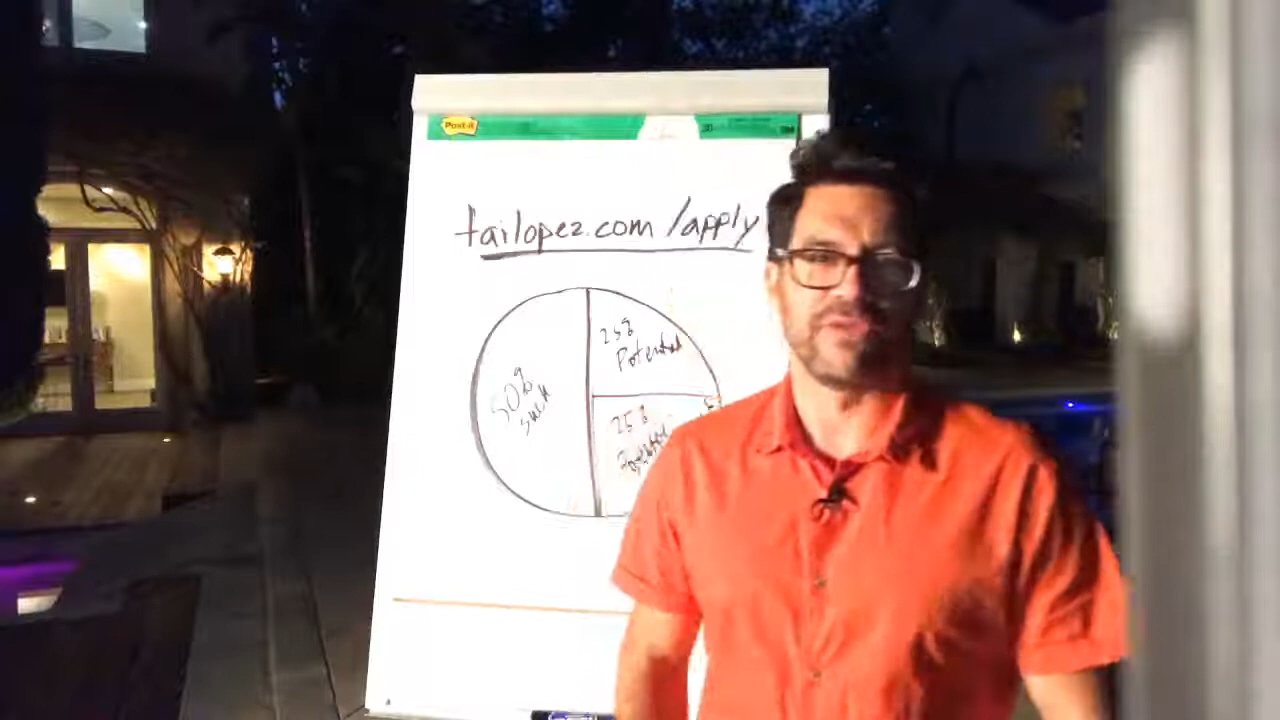 Post-it
tailopez.com/apply
25%
Potential
50%
suck
25%